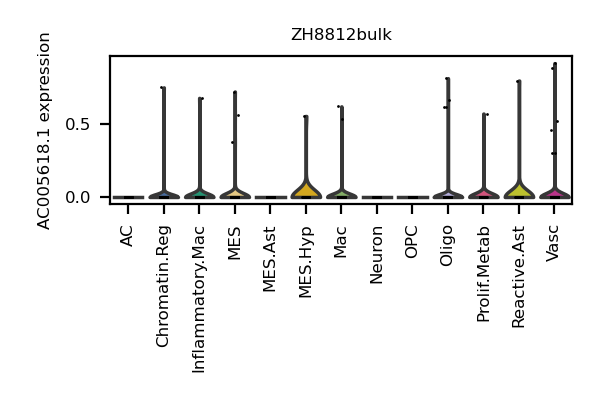 ZH8812bulk
AC005618.1 expression
0.5
0.0
AC
Chromatin.Reg
Inflammatory.Mac
MES
MES.Ast
MES.Hyp
Mac
Neuron
OPC
Oligo
Prolif.Metab
Reactive.Ast
Vasc